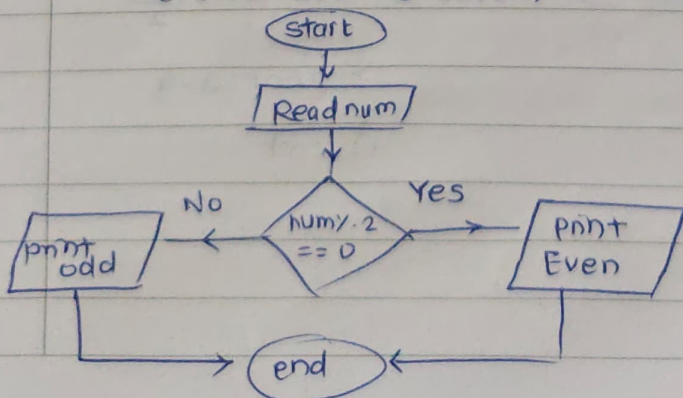 start
Read num
No
Yes
num%2
== 0
print
odd
print
Even
end